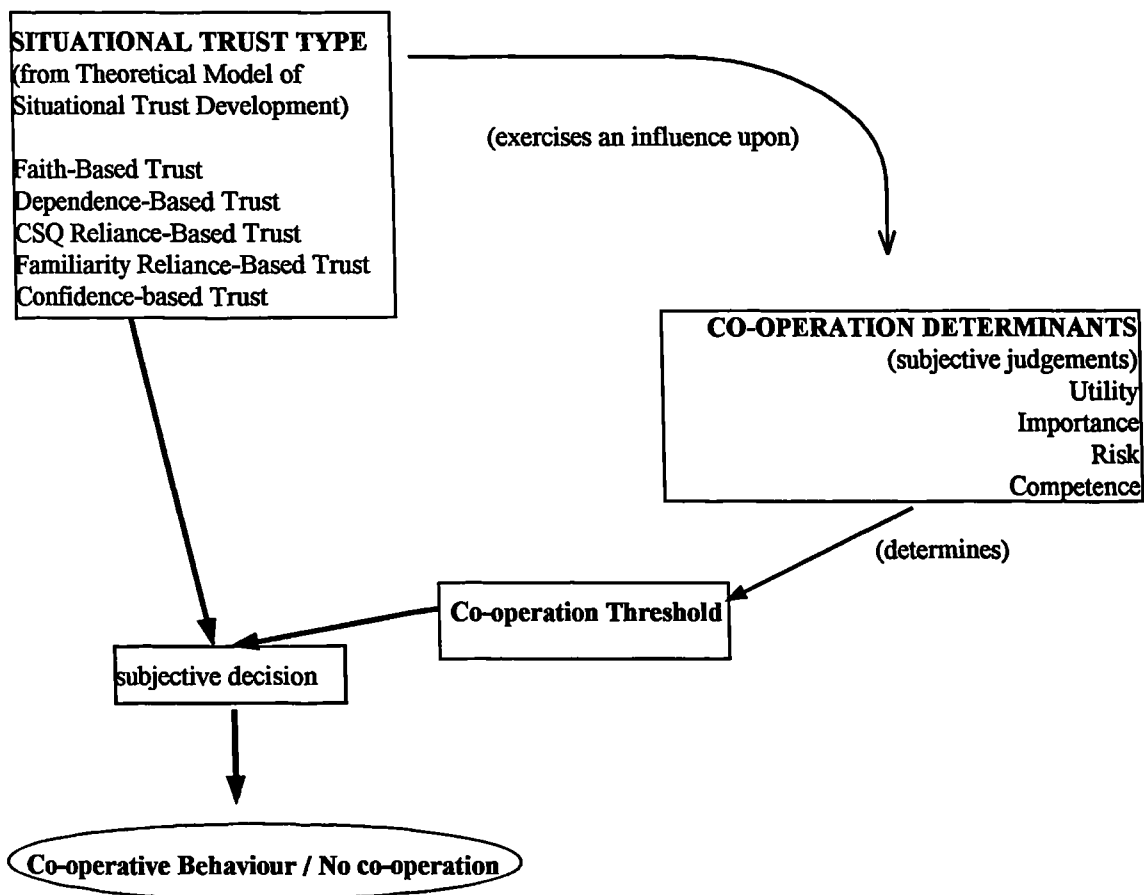 SITUATIONAL TRUST TYPE
(from Theoretical Model of
Situational Trust Development)
Faith-Based Trust
Dependence-Based Trust
CSQ Reliance-Based Trust
Familiarity Reliance-Based Trust
Confidence-based Trust
(exercises an influence upon)
CO-OPERATION DETERMINANTS
(subjective judgements)
Utility
Importance
Risk
Competence
(determines)
Co-operation Threshold
subjective decision
Co-operative Behaviour / No co-operation